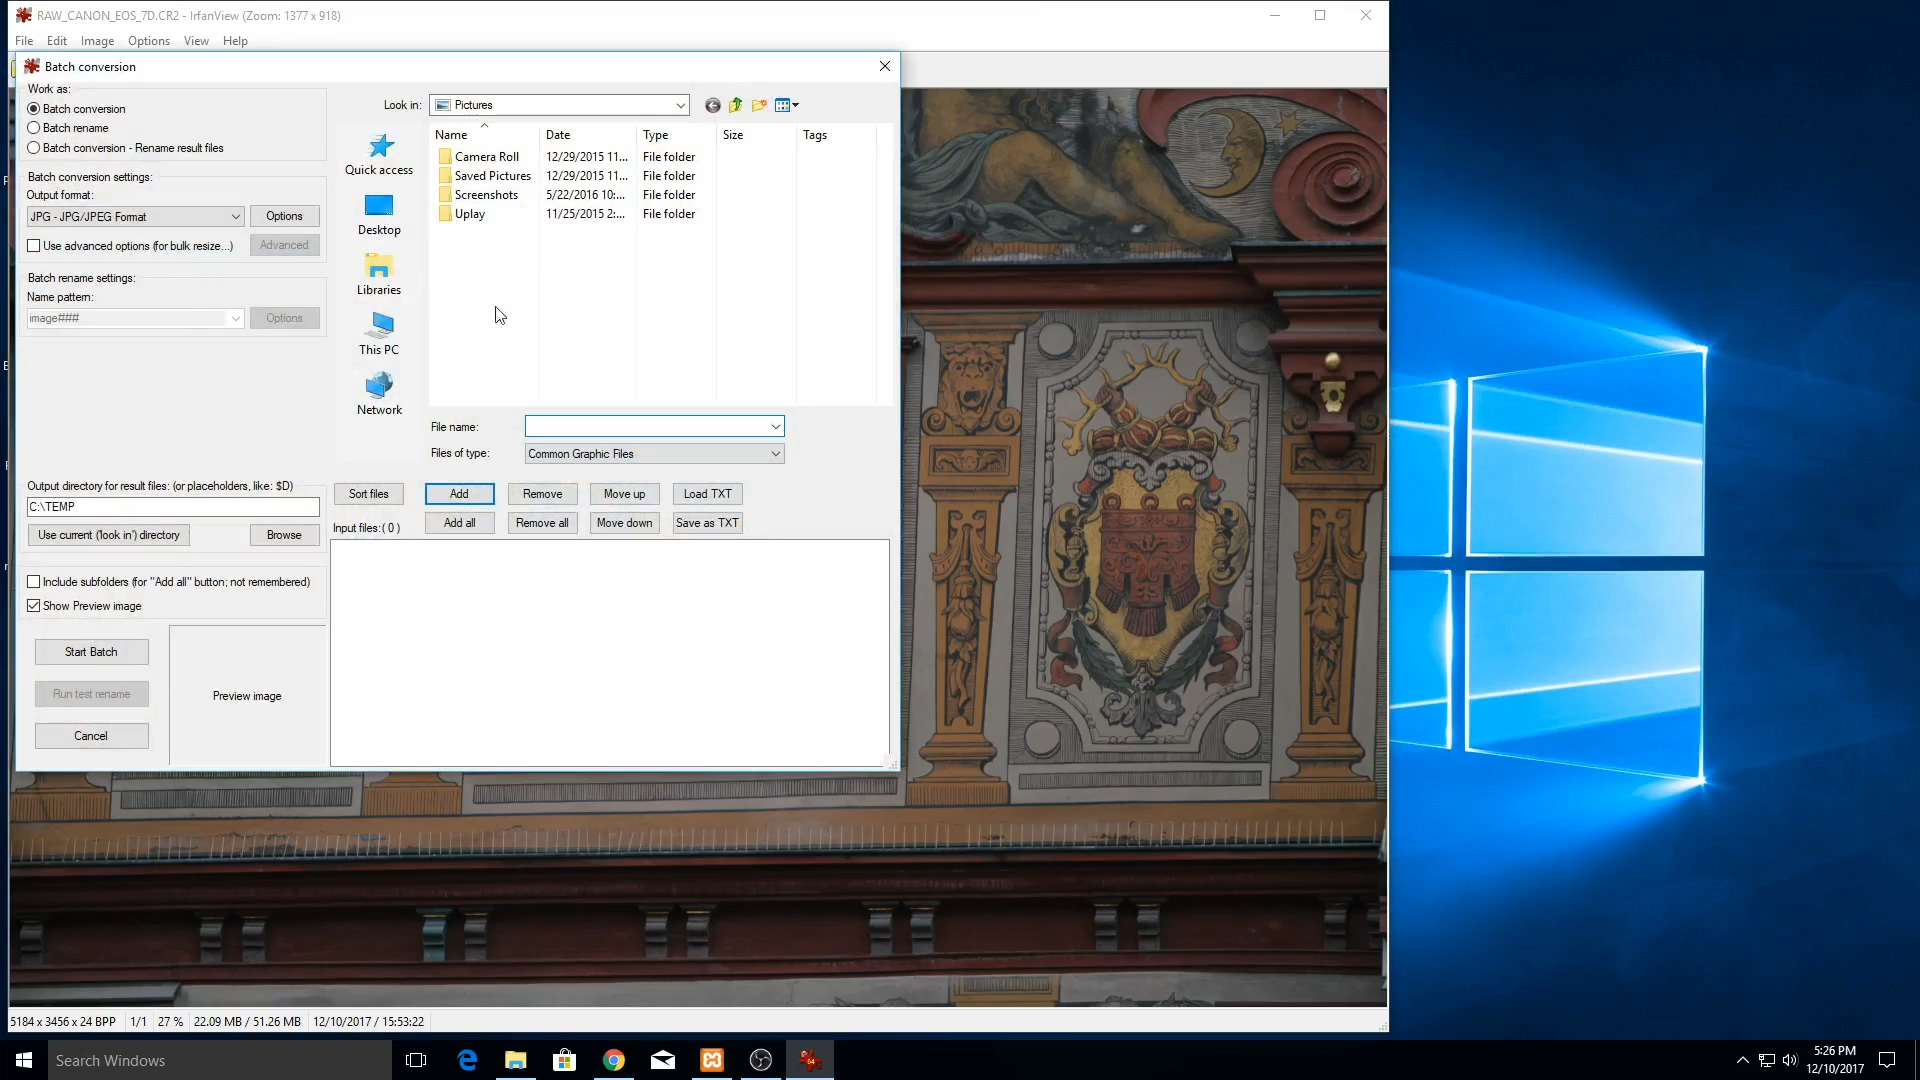 RAW_CANON_EOS_7D.CR2 - IrfanView (Zoom: 1377 x 918)
File Edit Image Options View Help
Batch conversion
Work as:
Batch conversion
Batch rename
Batch conversion - Rename result files
Batch conversion settings:
Output format:
JPG - JPG/JPEG Format
Options
Use advanced options (for bulk resize...)
Advanced
Batch rename settings:
Name pattern:
image###
Options
Output directory for result files: (or placeholders, like: $D)
C:\TEMP
Use current ('look in') directory
Browse
Include subfolders (for "Add all" button; not remembered)
Show Preview image
Start Batch
Run test rename
Cancel
Preview image
Look in:
Pictures
Quick access
Desktop
Libraries
This PC
Network
Name Date Type Size Tags
Camera Roll 12/29/2015 11... File folder
Saved Pictures 12/29/2015 11... File folder
Screenshots 5/22/2016 10:... File folder
Uplay 11/25/2015 2:... File folder
File name:
Files of type: Common Graphic Files
Sort files Add Remove Move up Load TXT
Input files: ( 0 ) Add all Remove all Move down Save as TXT
5184 x 3456 x 24 BPP 1/1 27 % 22.09 MB / 51.26 MB 12/10/2017 / 15:53:22
Search Windows
5:26 PM
12/10/2017